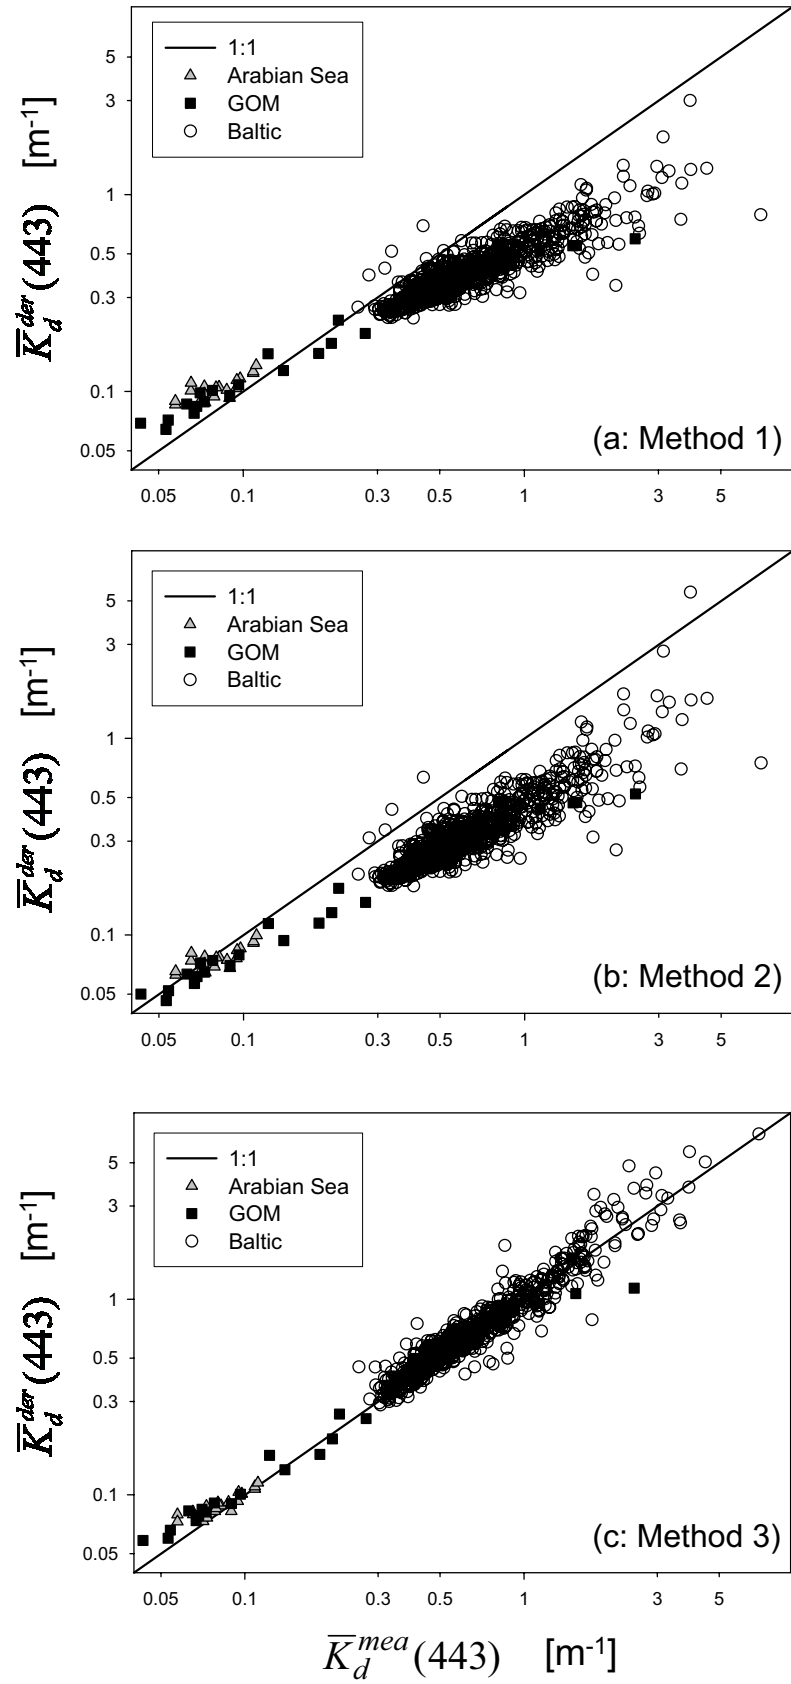 K̅_d^der(443) [m⁻¹]
1:1
Arabian Sea
GOM
Baltic
5
3
1
0.5
0.3
0.1
0.05
(a: Method 1)
0.05 0.1 0.3 0.5 1 3 5
K̅_d^der(443) [m⁻¹]
1:1
Arabian Sea
GOM
Baltic
5
3
1
0.5
0.3
0.1
0.05
(b: Method 2)
0.05 0.1 0.3 0.5 1 3 5
K̅_d^der(443) [m⁻¹]
1:1
Arabian Sea
GOM
Baltic
5
3
1
0.5
0.3
0.1
0.05
(c: Method 3)
0.05 0.1 0.3 0.5 1 3 5
K̅_d^mea(443) [m⁻¹]